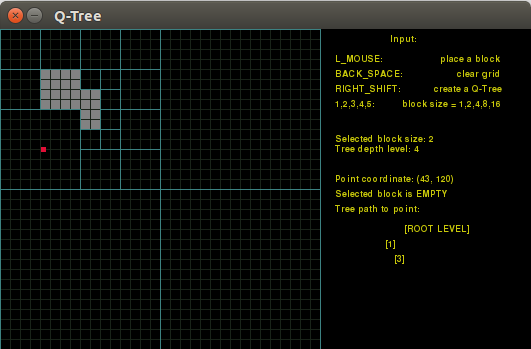 Q-Tree
Input:
L_MOUSE: place a block
BACK_SPACE: clear grid
RIGHT_SHIFT: create a Q-Tree
1,2,3,4,5: block size = 1,2,4,8,16
Selected block size: 2
Tree depth level: 4
Point coordinate: (43, 120)
Selected block is EMPTY
Tree path to point:
[ROOT LEVEL]
[1]
[3]